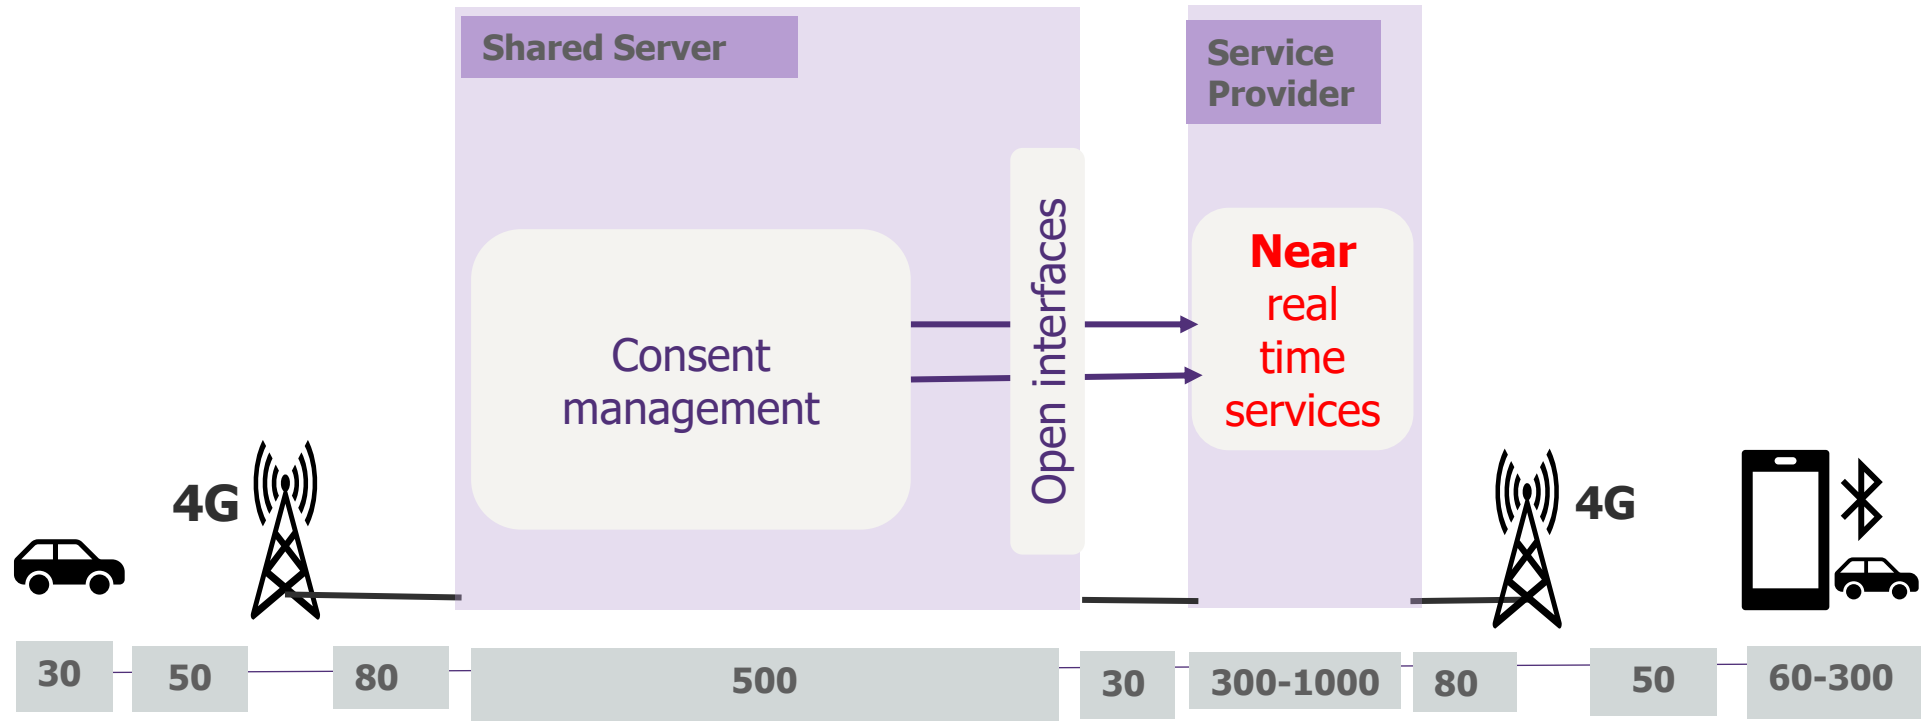 Shared Server
Service
Provider
Open interfaces
Near
real
time
services
Consent
management
4G
4G
30
50
80
500
30
300-1000
80
50
60-300